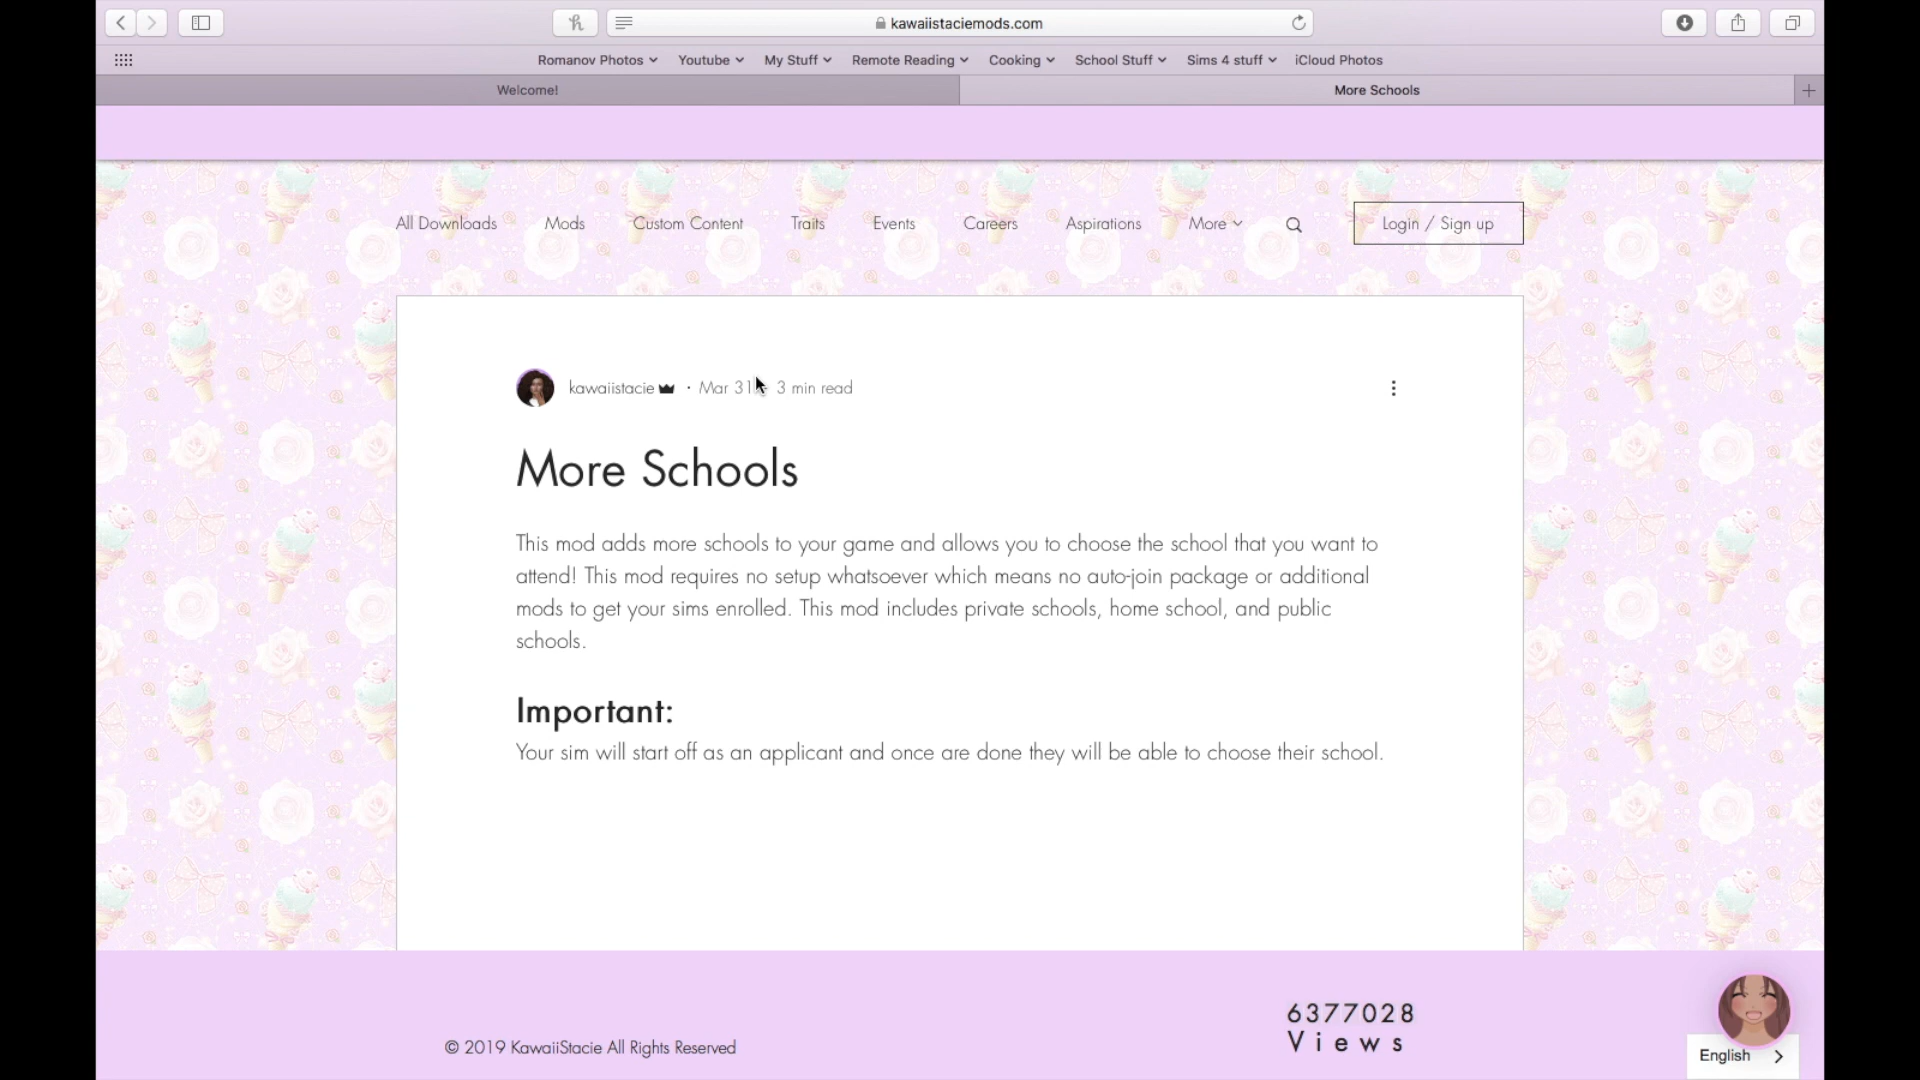 kawaiistaciemods.com
Romanov Photos
Youtube
My Stuff
Remote Reading
Cooking
School Stuff
Sims 4 stuff
iCloud Photos
Welcome!
More Schools
All Downloads
Mods
Custom Content
Traits
Events
Careers
Aspirations
More
Login / Sign up
kawaiistacie · Mar 31 · 3 min read
More Schools
This mod adds more schools to your game and allows you to choose the school that you want to
attend! This mod requires no setup whatsoever which means no auto-join package or additional
mods to get your sims enrolled. This mod includes private schools, home school, and public
schools.
Important:
Your sim will start off as an applicant and once are done they will be able to choose their school.
6377028
Views
© 2019 KawaiiStacie All Rights Reserved
English